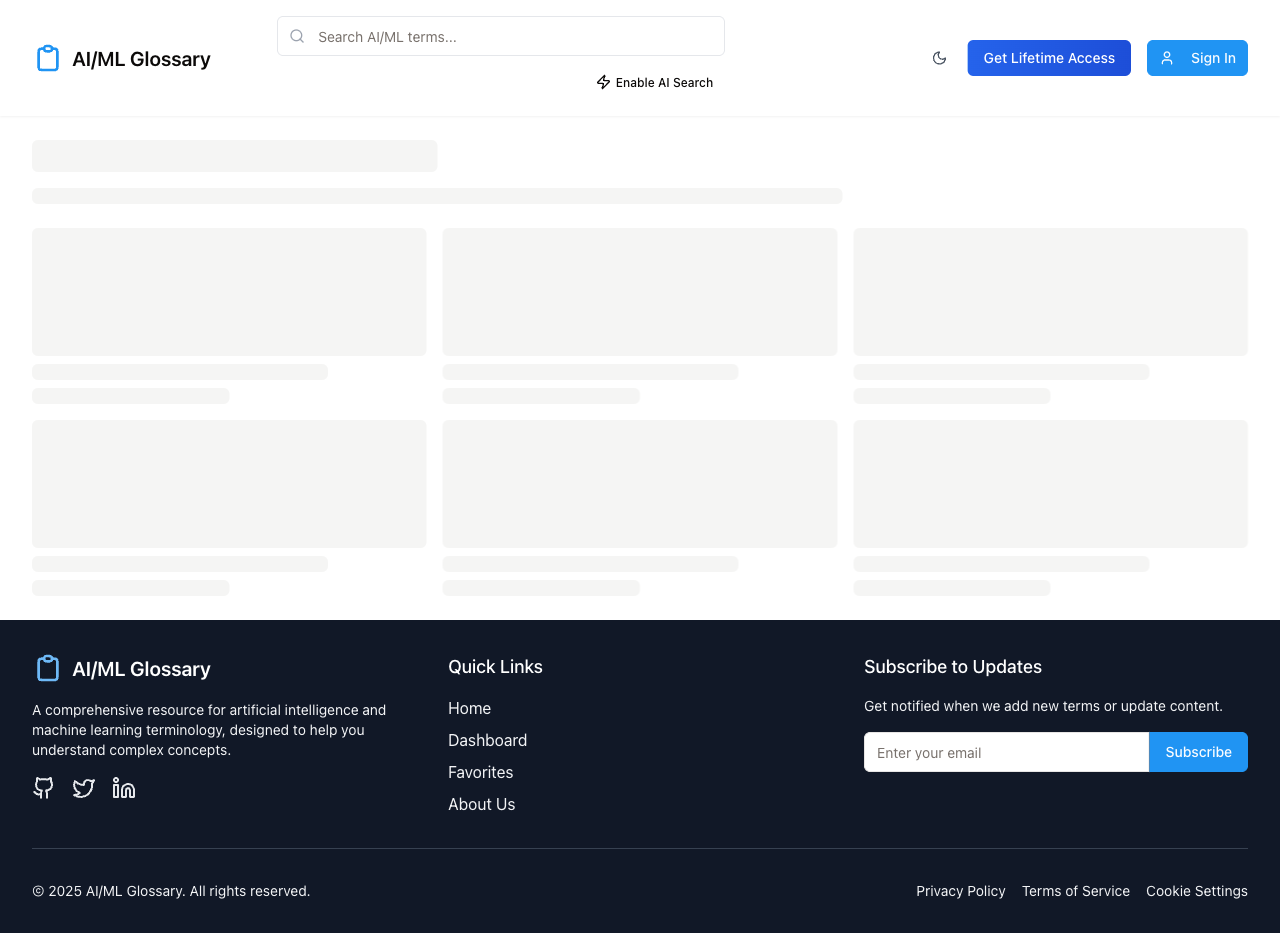 AI/ML Glossary
Search AI/ML terms...
Enable AI Search
Get Lifetime Access
Sign In
AI/ML Glossary
A comprehensive resource for artificial intelligence and
machine learning terminology, designed to help you
understand complex concepts.
Quick Links
Home
Dashboard
Favorites
About Us
Subscribe to Updates
Get notified when we add new terms or update content.
Enter your email
Subscribe
© 2025 AI/ML Glossary. All rights reserved.
Privacy Policy
Terms of Service
Cookie Settings